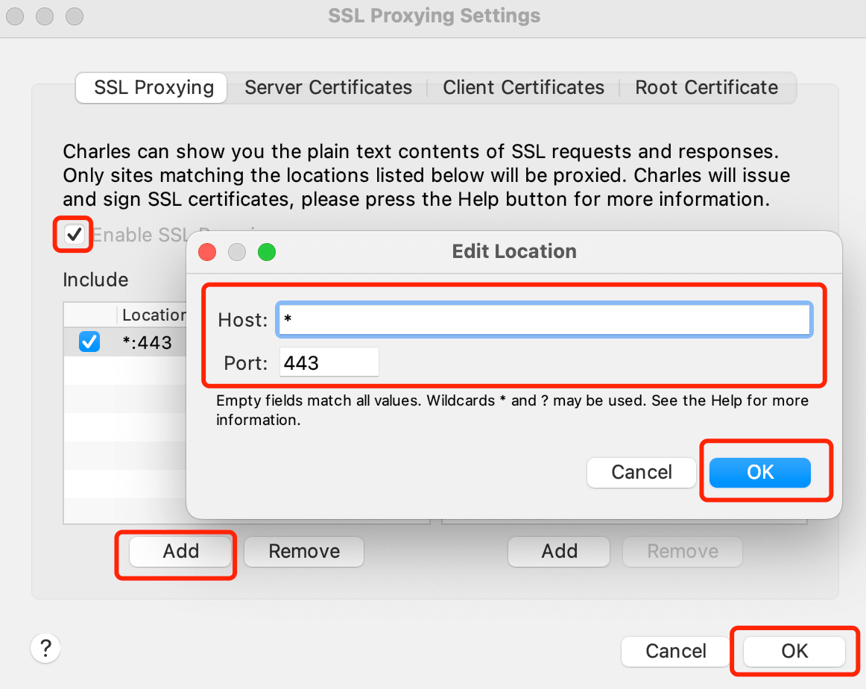 SSL Proxying Settings
SSL Proxying Server Certificates Client Certificates Root Certificate
Charles can show you the plain text contents of SSL requests and responses.
Only sites matching the locations listed below will be proxied. Charles will issue
and sign SSL certificates, please press the Help button for more information.
Enable SSL
Edit Location
Include
Host: *
Location
*:443
Port: 443
Empty fields match all values. Wildcards * and ? may be used. See the Help for more
information.
Cancel OK
Add Remove Add Remove
? Cancel OK